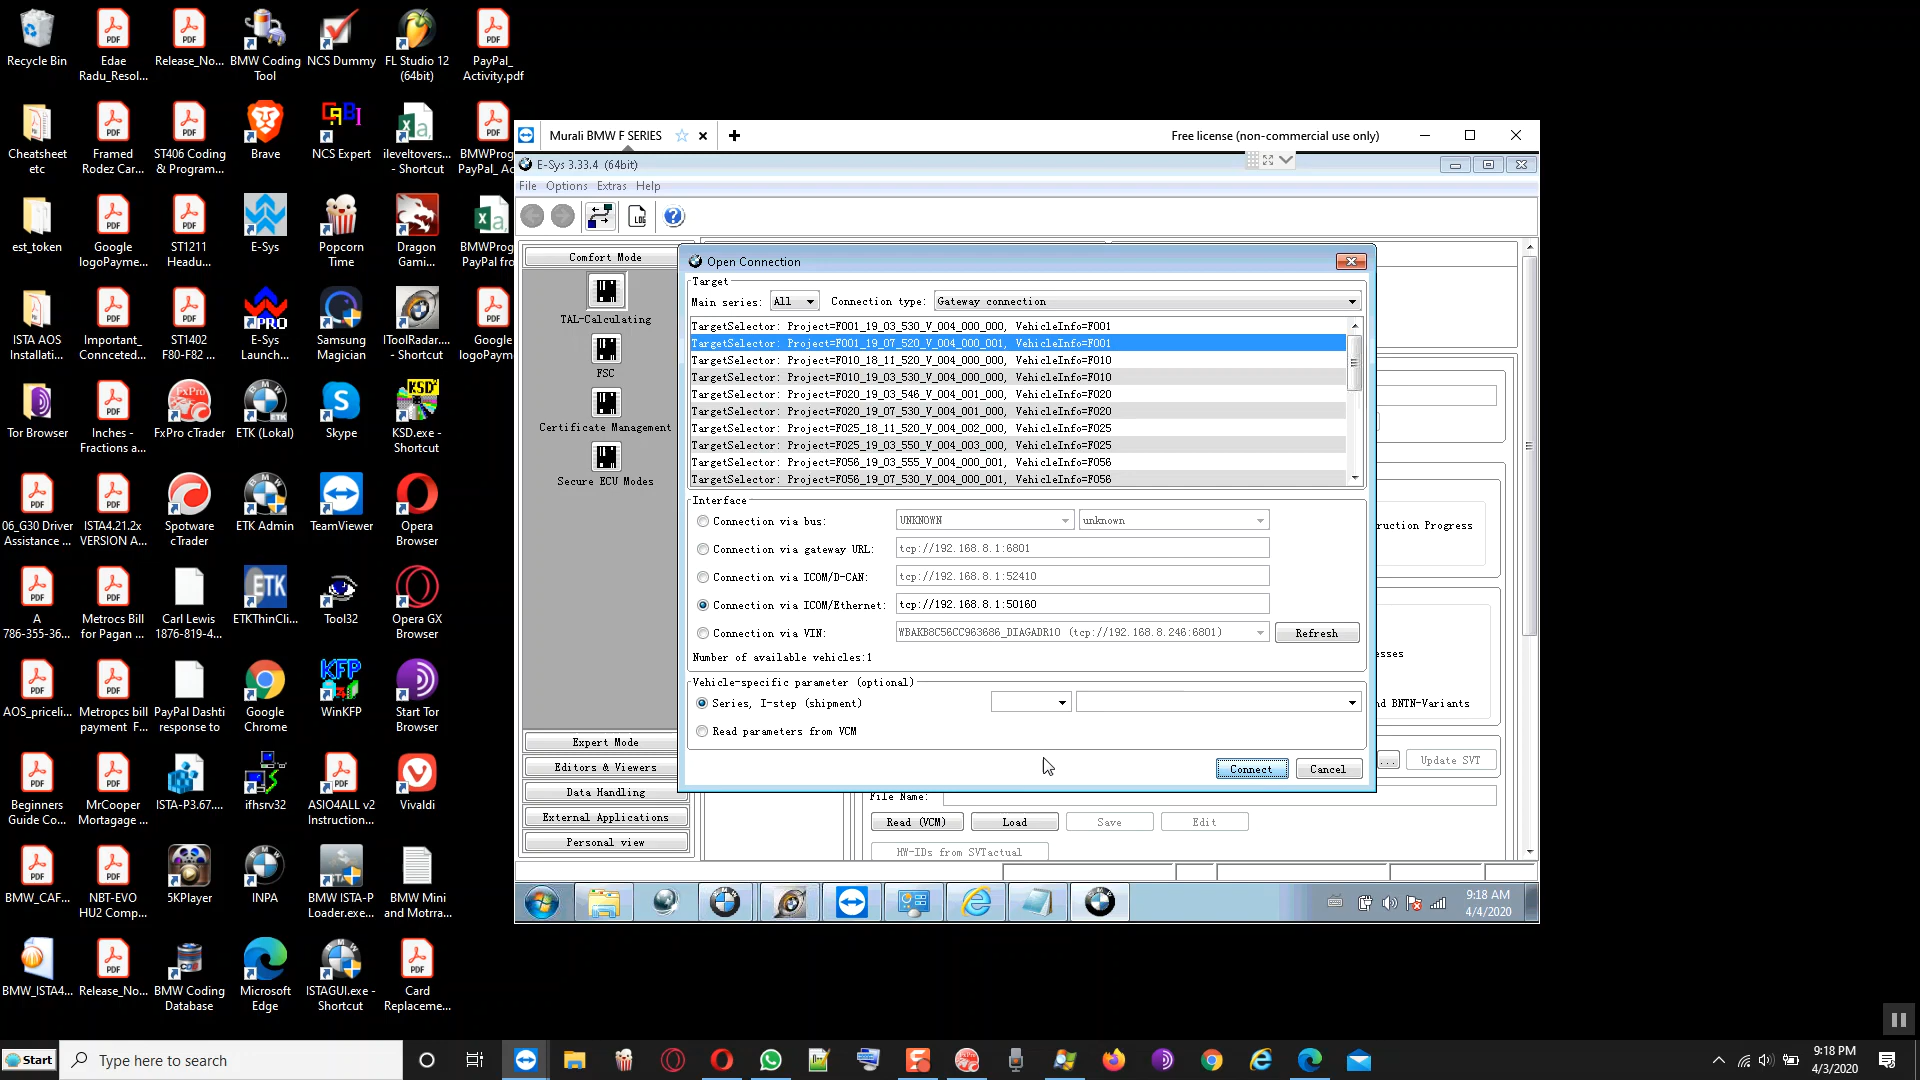 Recycle Bin
Edae
Radu_Resol...
Release_No...
BMW Coding
Tool
NCS Dummy
FL Studio 12
(64bit)
PayPal_
Activity.pdf
Cheatsheet
etc
Framed
Rodez Car...
ST406 Coding
& Program...
Brave
NCS Expert
ileveltovers...
- Shortcut
BMWProg
PayPal_ Ac
est_token
Google
logoPayme...
ST1211
Headu...
E-Sys
Popcorn
Time
Dragon
Gami...
BMWProg
PayPal fro
ISTA AOS
Installati...
Important_
Connceted...
ST1402
F80-F82 ...
E-Sys
Launch...
Samsung
Magician
IToolRadar....
- Shortcut
Google
logoPaym
Tor Browser
Inches -
Fractions a...
FxPro cTrader
ETK (Lokal)
Skype
KSD.exe -
Shortcut
06_G30 Driver
Assistance ...
ISTA4.21.2x
VERSION A...
Spotware
cTrader
ETK Admin
TeamViewer
Opera
Browser
A
786-355-36...
Metrocs Bill
for Pagan ...
Carl Lewis
1876-819-4...
ETKThinCli...
Tool32
Opera GX
Browser
AOS_priceli...
Metropcs bill
payment F...
PayPal Dashti
response to
Google
Chrome
WinKFP
Start Tor
Browser
Beginners
Guide Co...
MrCooper
Mortagage ...
ISTA-P3.67....
ifhsrv32
ASIO4ALL v2
Instruction...
Vivaldi
BMW_CAF...
NBT-EVO
HU2 Comp...
5KPlayer
INPA
BMW ISTA-P
Loader.exe...
BMW Mini
and Motrra...
BMW_ISTA4...
Release_No...
BMW Coding
Database
Microsoft
Edge
ISTAGUI.exe -
Shortcut
Card
Replaceme...
Murali BMW F SERIES
Free license (non-commercial use only)
E-Sys 3.33.4 (64bit)
File Options Extras Help
LOG
Comfort Mode
TAL-Calculating
FSC
Certificate Management
Secure ECU Modes
Expert Mode
Editors & Viewers
Data Handling
External Applications
Personal view
Open Connection
Target
Main series: All Connection type: Gateway connection
TargetSelector: Project=F001_19_03_530_V_004_000_000, VehicleInfo=F001
TargetSelector: Project=F001_19_07_520_V_004_000_001, VehicleInfo=F001
TargetSelector: Project=F010_18_11_520_V_004_000_000, VehicleInfo=F010
TargetSelector: Project=F010_19_03_530_V_004_000_000, VehicleInfo=F010
TargetSelector: Project=F020_19_03_546_V_004_001_000, VehicleInfo=F020
TargetSelector: Project=F020_19_07_530_V_004_001_000, VehicleInfo=F020
TargetSelector: Project=F025_18_11_520_V_004_002_000, VehicleInfo=F025
TargetSelector: Project=F025_19_03_550_V_004_003_000, VehicleInfo=F025
TargetSelector: Project=F056_19_03_555_V_004_000_001, VehicleInfo=F056
TargetSelector: Project=F056_19_07_530_V_004_000_001, VehicleInfo=F056
Interface
Connection via bus: UNKNOWN unknown
Connection via gateway URL: tcp://192.168.8.1:6801
Connection via ICOM/D-CAN: tcp://192.168.8.1:52410
Connection via ICOM/Ethernet: tcp://192.168.8.1:50160
Connection via VIN: WBAKB8C56CC963686_DIAGADR10 (tcp://192.168.8.246:6801) Refresh
Number of available vehicles:1
Vehicle-specific parameter (optional)
Series, I-step (shipment)
Read parameters from VCM
Connect Cancel
ruction Progress
esses
nd BNTN-Variants
... Update SVT
File Name:
Read (VCM) Load Save Edit
HW-IDs from SVTactual
9:18 AM
4/4/2020
Start
Type here to search
9:18 PM
4/3/2020